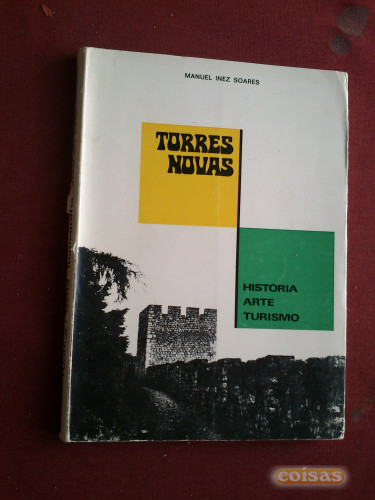 MANUEL INEZ SOARES
TORRES
NOVAS
HISTÓRIA
ARTE
TURISMO
coisas